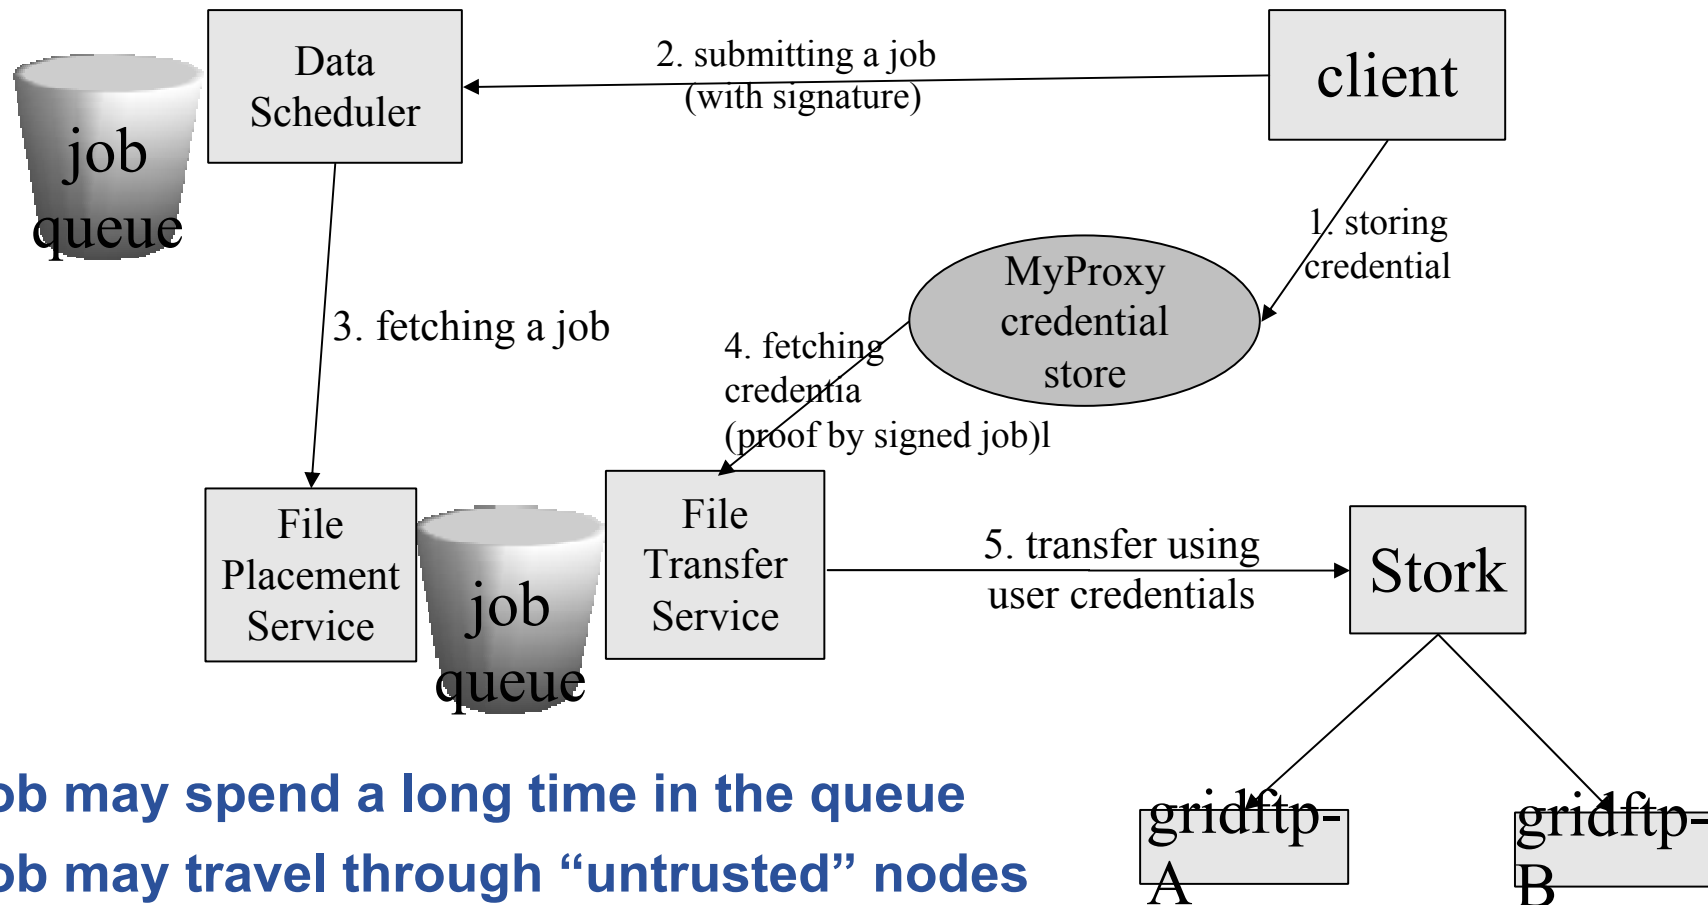 Data
Scheduler
job
queue
2. submitting a job
(with signature)
client
1. storing
credential
MyProxy
credential
store
3. fetching a job
4. fetching
credentia
(proof by signed job)l
File
Placement
Service
job
queue
File
Transfer
Service
5. transfer using
user credentials
Stork
gridftp-
A
gridftp-
B
ob may spend a long time in the queue
ob may travel through “untrusted” nodes